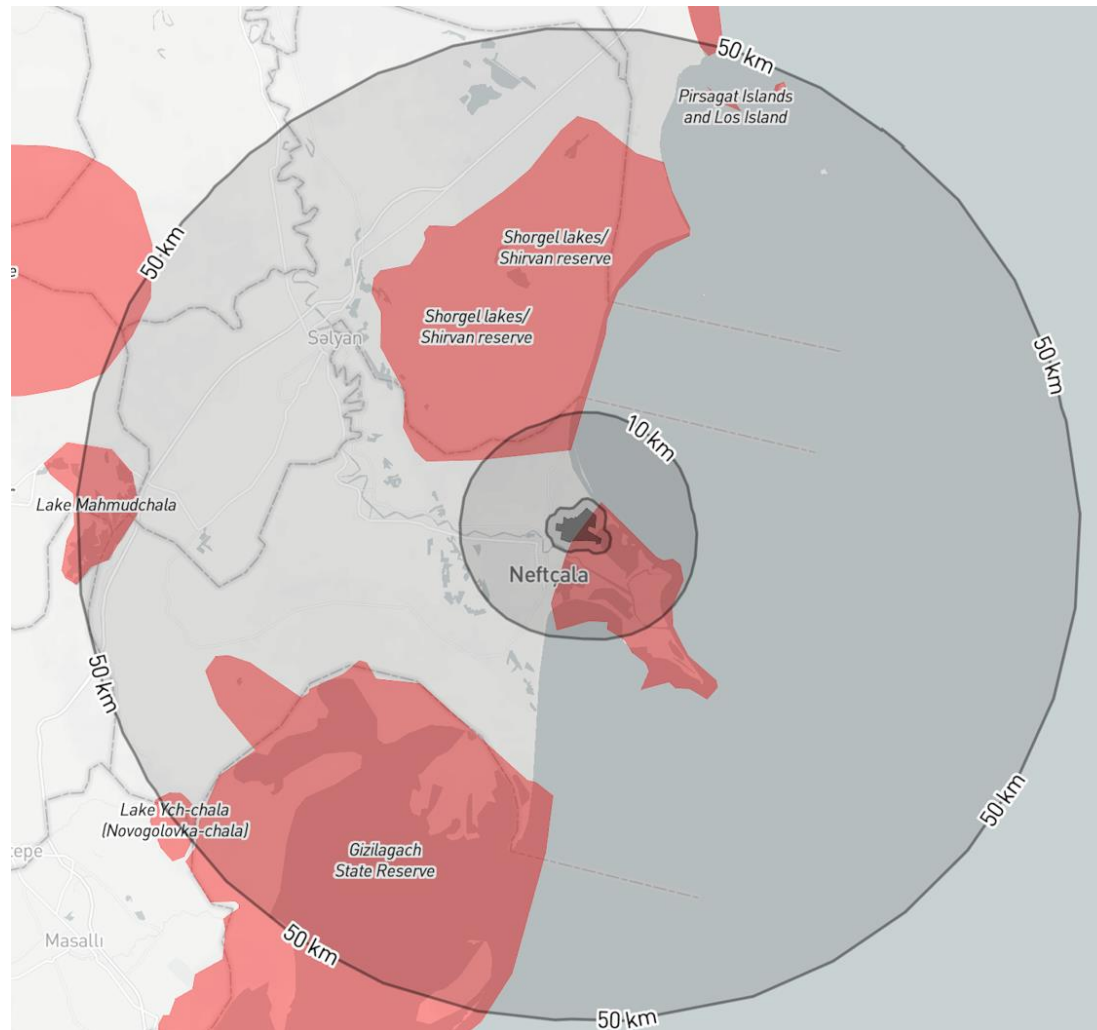 50 km
Pirsagat Islands
and Los Island
50 km
e
Shorgel lakes/
Shirvan reserve
Shorgel lakes/
Shirvan reserve
Salyan
50 km
10 km
Lake Mahmudchala
Neftçala
50 km
Lake Ych-chala
(Novogolovka-chala)
tepe
50 km
Gizilagach
State Reserve
Masallı
50 km
50 km